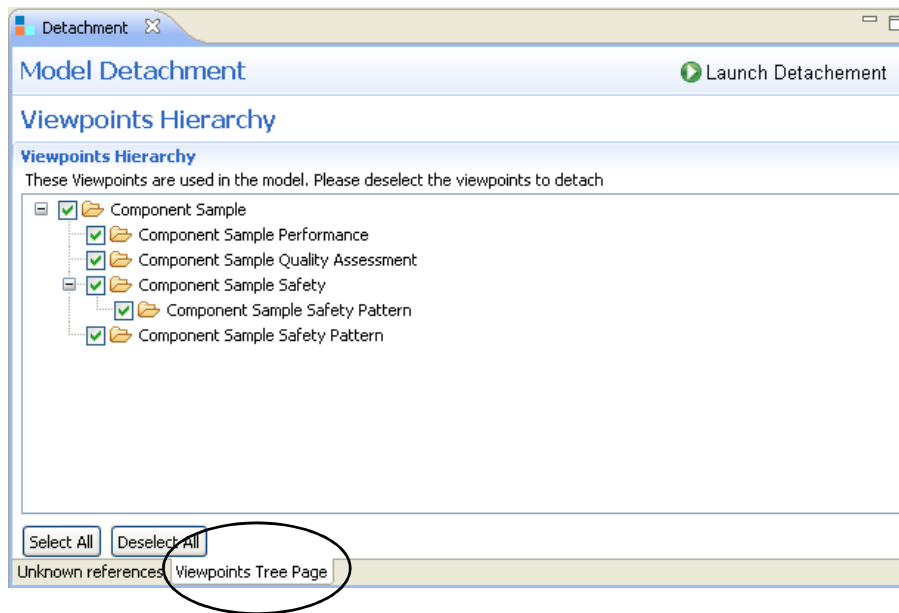 Detachment
Model Detachment
Launch Detachement
Viewpoints Hierarchy
Viewpoints Hierarchy
These Viewpoints are used in the model. Please deselect the viewpoints to detach
Component Sample
Component Sample Performance
Component Sample Quality Assessment
Component Sample Safety
Component Sample Safety Pattern
Component Sample Safety Pattern
Select All Deselect All
Unknown references Viewpoints Tree Page